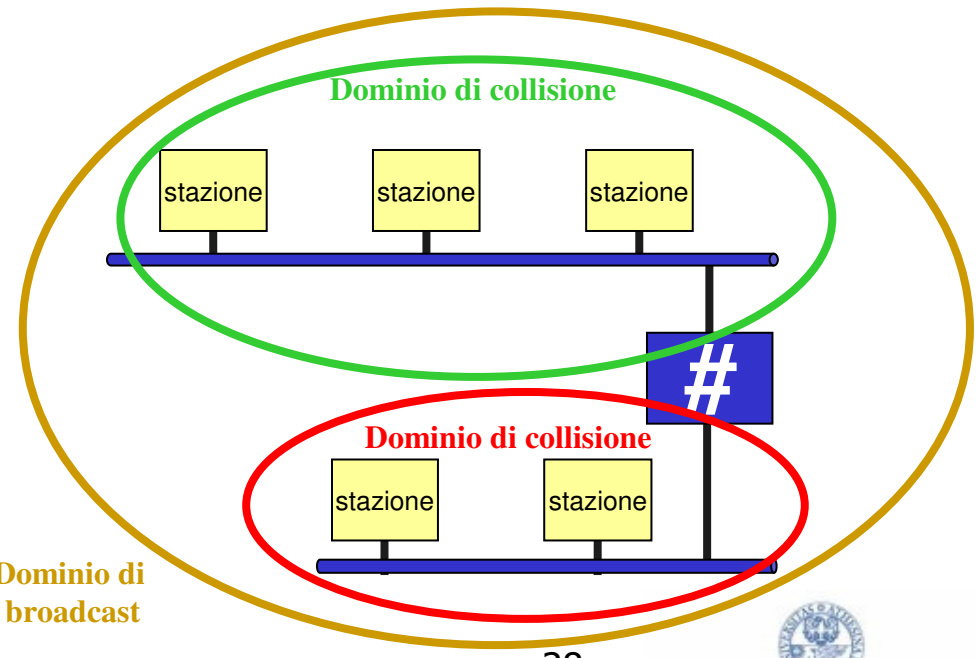 Dominio di collisione
stazione stazione stazione
#
Dominio di collisione
stazione stazione
Dominio di
broadcast